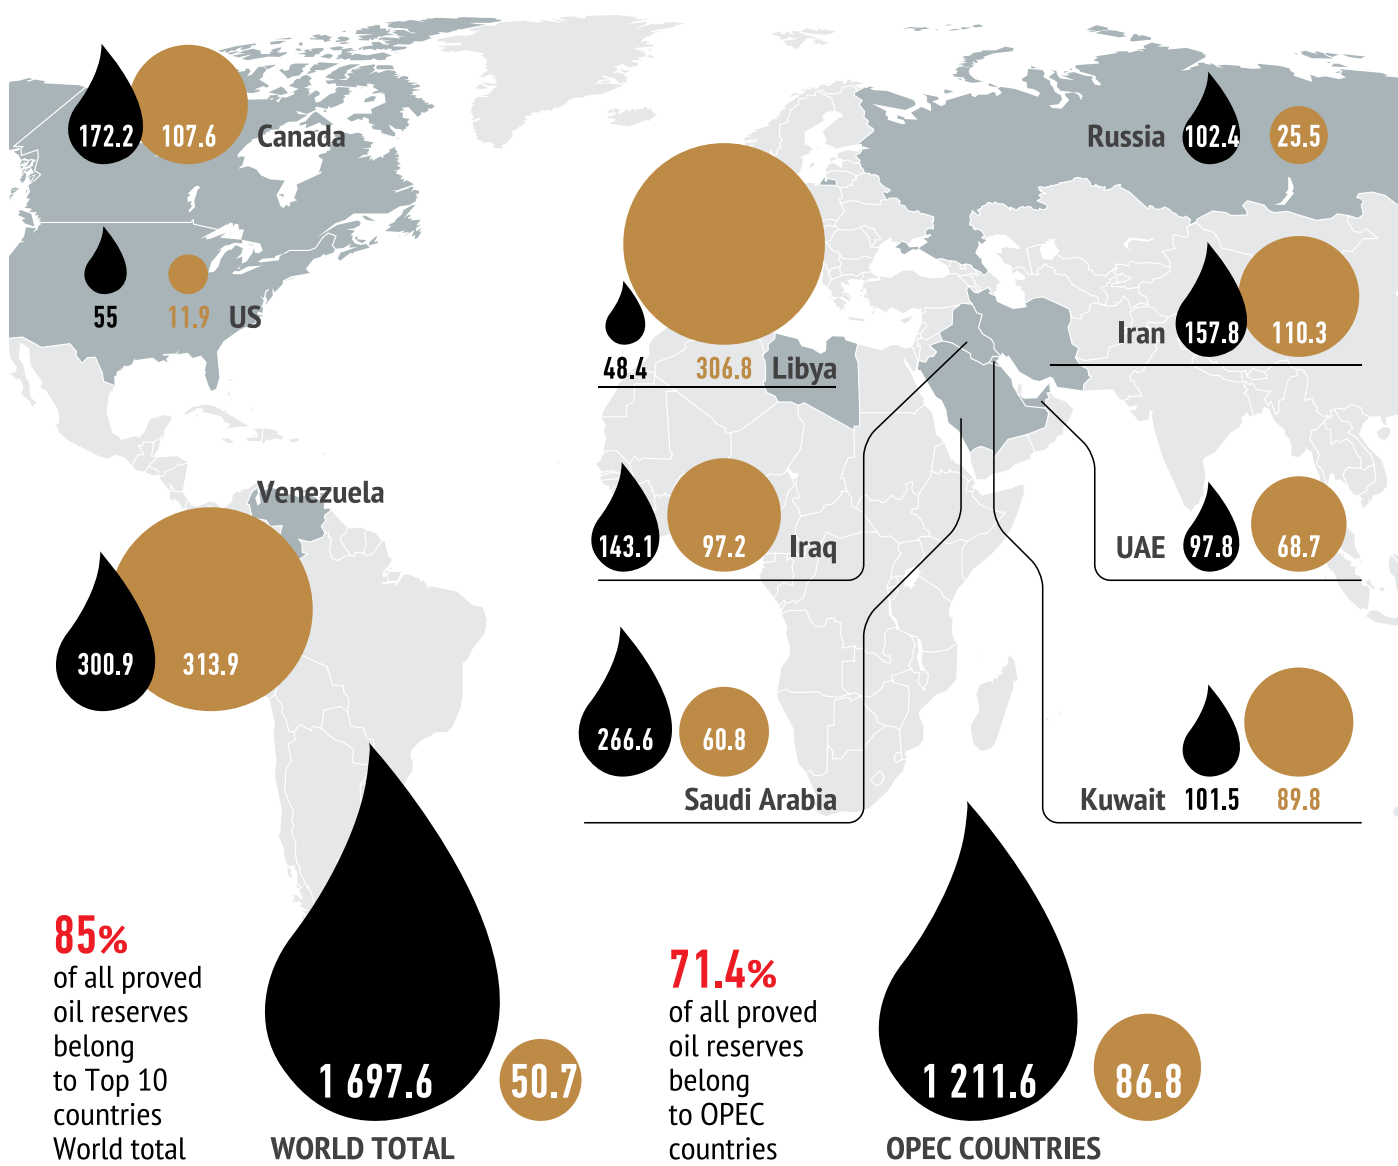 172.2 107.6 Canada
Russia 102.4 25.5
55 11.9 US
Iran 157.8 110.3
48.4 306.8 Libya
Venezuela
143.1 97.2 Iraq
UAE 97.8 68.7
300.9 313.9
266.6 60.8
Saudi Arabia
Kuwait 101.5 89.8
85%
of all proved
oil reserves
belong
to Top 10
countries
World total
1 697.6 50.7
WORLD TOTAL
71.4%
of all proved
oil reserves
belong
to OPEC
countries
1 211.6 86.8
OPEC COUNTRIES